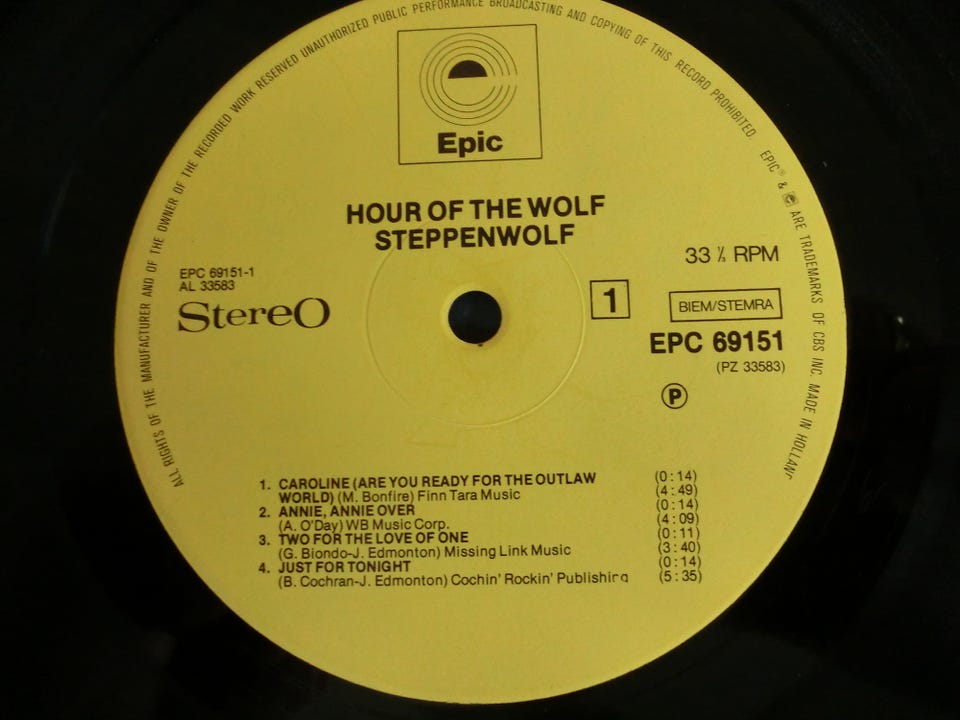 ALL RIGHTS OF THE MANUFACTURER AND OF THE OWNER OF THE RECORDED WORK RESERVED UNAUTHORIZED PUBLIC PERFORMANCE BROADCASTING AND COPYING OF THIS RECORD PROHIBITED. EPIC® & e ARE TRADEMARKS OF CBS INC. MADE IN HOLLAND
Epic
HOUR OF THE WOLF
STEPPENWOLF
33 ⅓ RPM
EPC 69151-1
AL 33583
Stereo
1
BIEM/STEMRA
EPC 69151
(PZ 33583)
Ⓟ
1. CAROLINE (ARE YOU READY FOR THE OUTLAW (0:14)
WORLD) (M. Bonfire) Finn Tara Music (4:49)
2. ANNIE, ANNIE OVER (0:14)
(A. O'Day) WB Music Corp. (4:09)
3. TWO FOR THE LOVE OF ONE (0:11)
(G. Biondo-J. Edmonton) Missing Link Music (3:40)
4. JUST FOR TONIGHT (0:14)
(B. Cochran-J. Edmonton) Cochin' Rockin' Publishing (5:35)